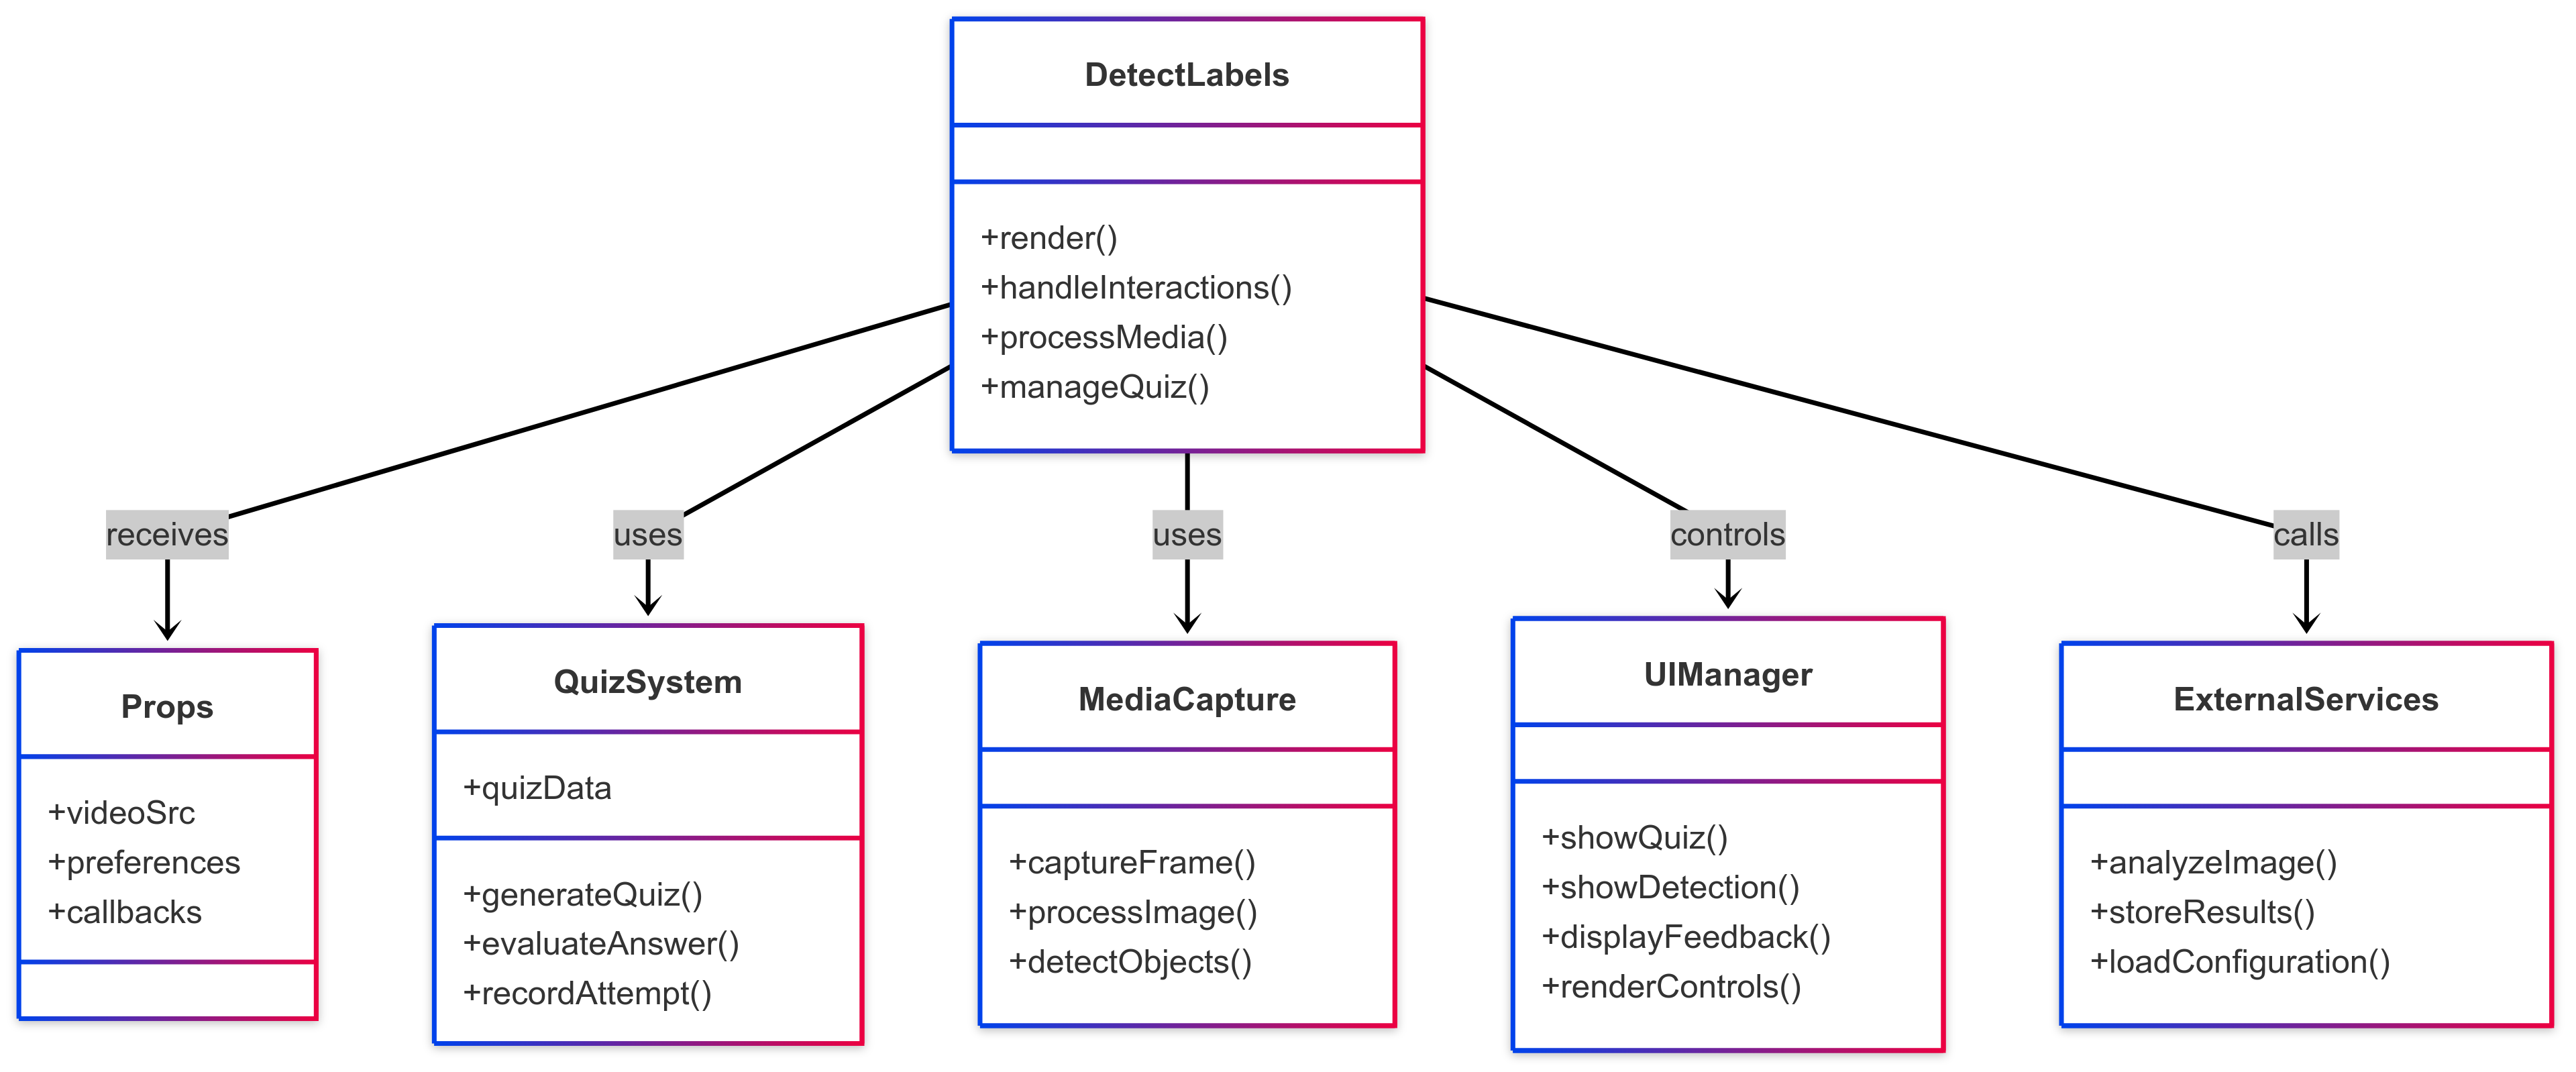 DetectLabels
+render()
+handleInteractions()
+processMedia()
+manageQuiz()
receives
uses
uses
controls
calls
Props
+videoSrc
+preferences
+callbacks
QuizSystem
+quizData
+generateQuiz()
+evaluateAnswer()
+recordAttempt()
MediaCapture
+captureFrame()
+processImage()
+detectObjects()
UIManager
+showQuiz()
+showDetection()
+displayFeedback()
+renderControls()
ExternalServices
+analyzeImage()
+storeResults()
+loadConfiguration()